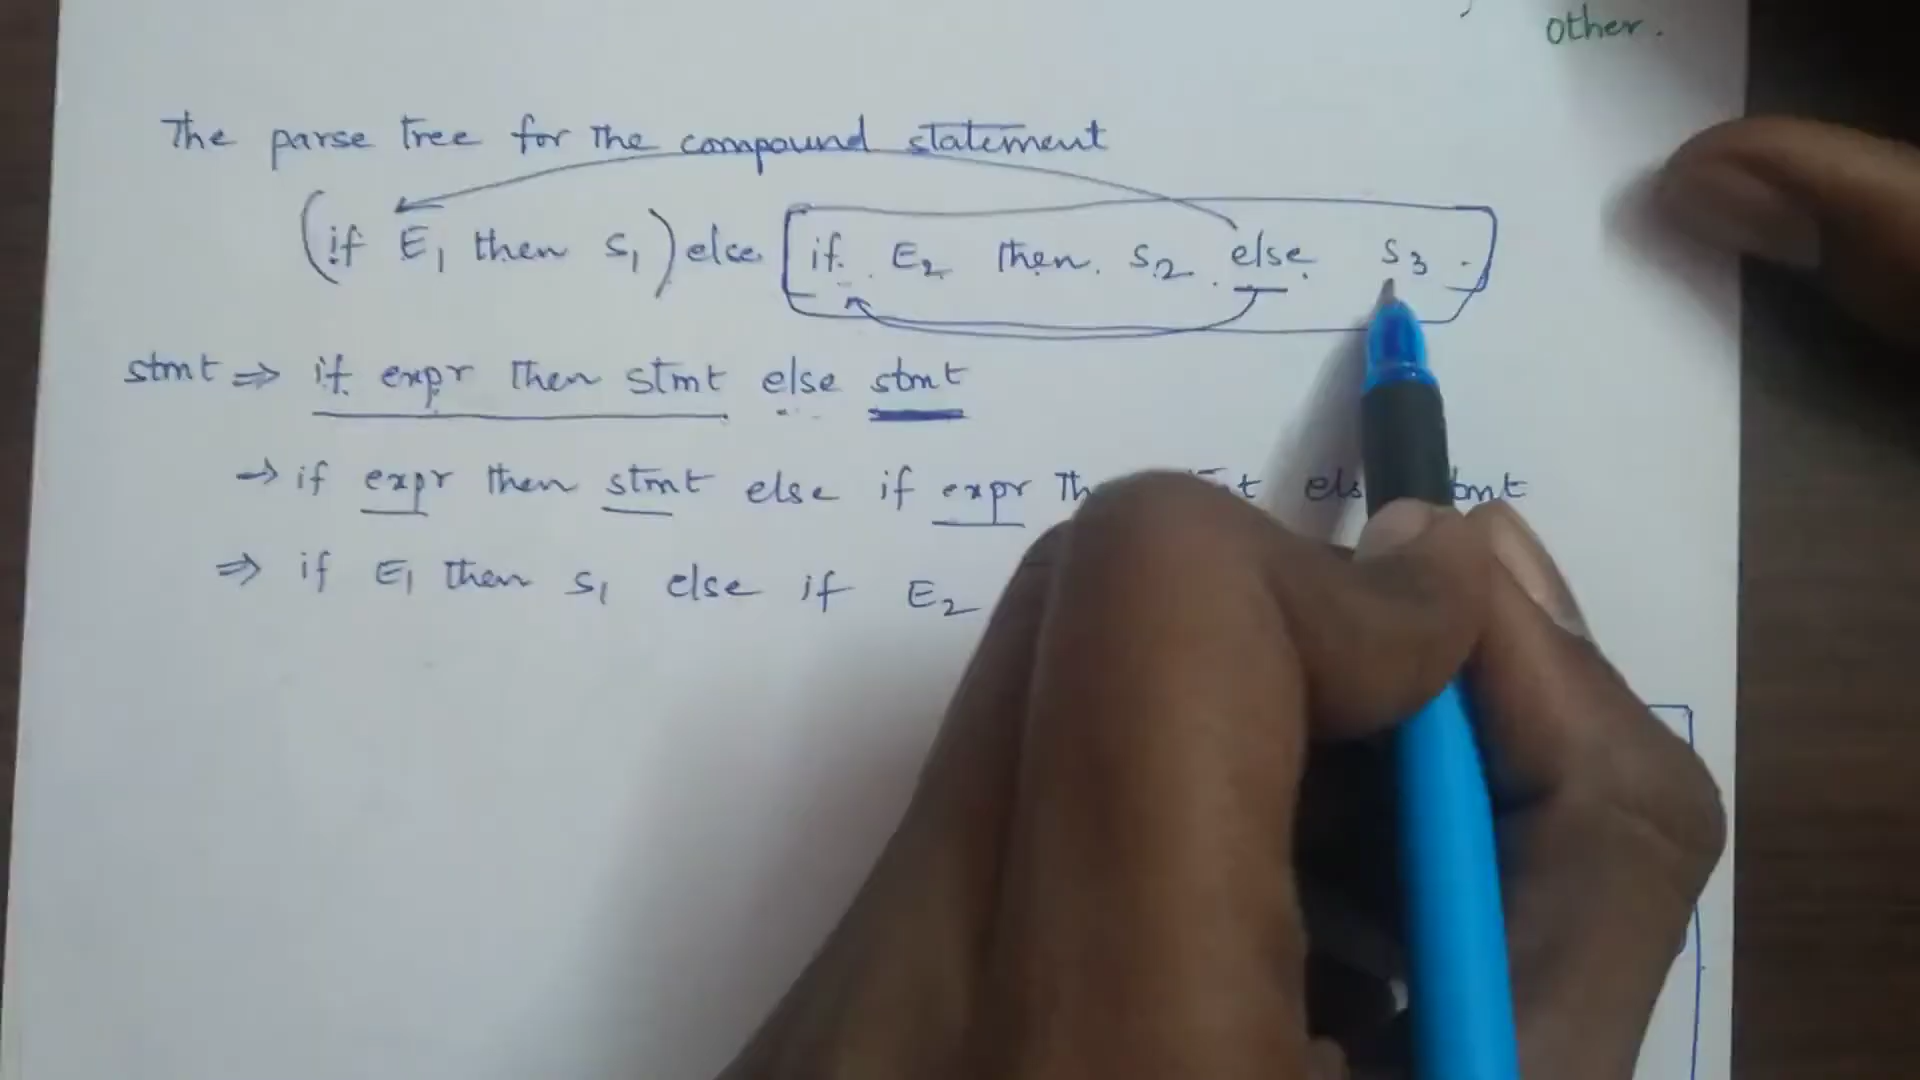 other.
The parse tree for the compound statement
(if E1 then S1) else [if E2 then S2 else S3.]
stmt ⇒ if expr then stmt else stmt
→ if expr then stmt else if expr
⇒ if E1 then S1 else if E2